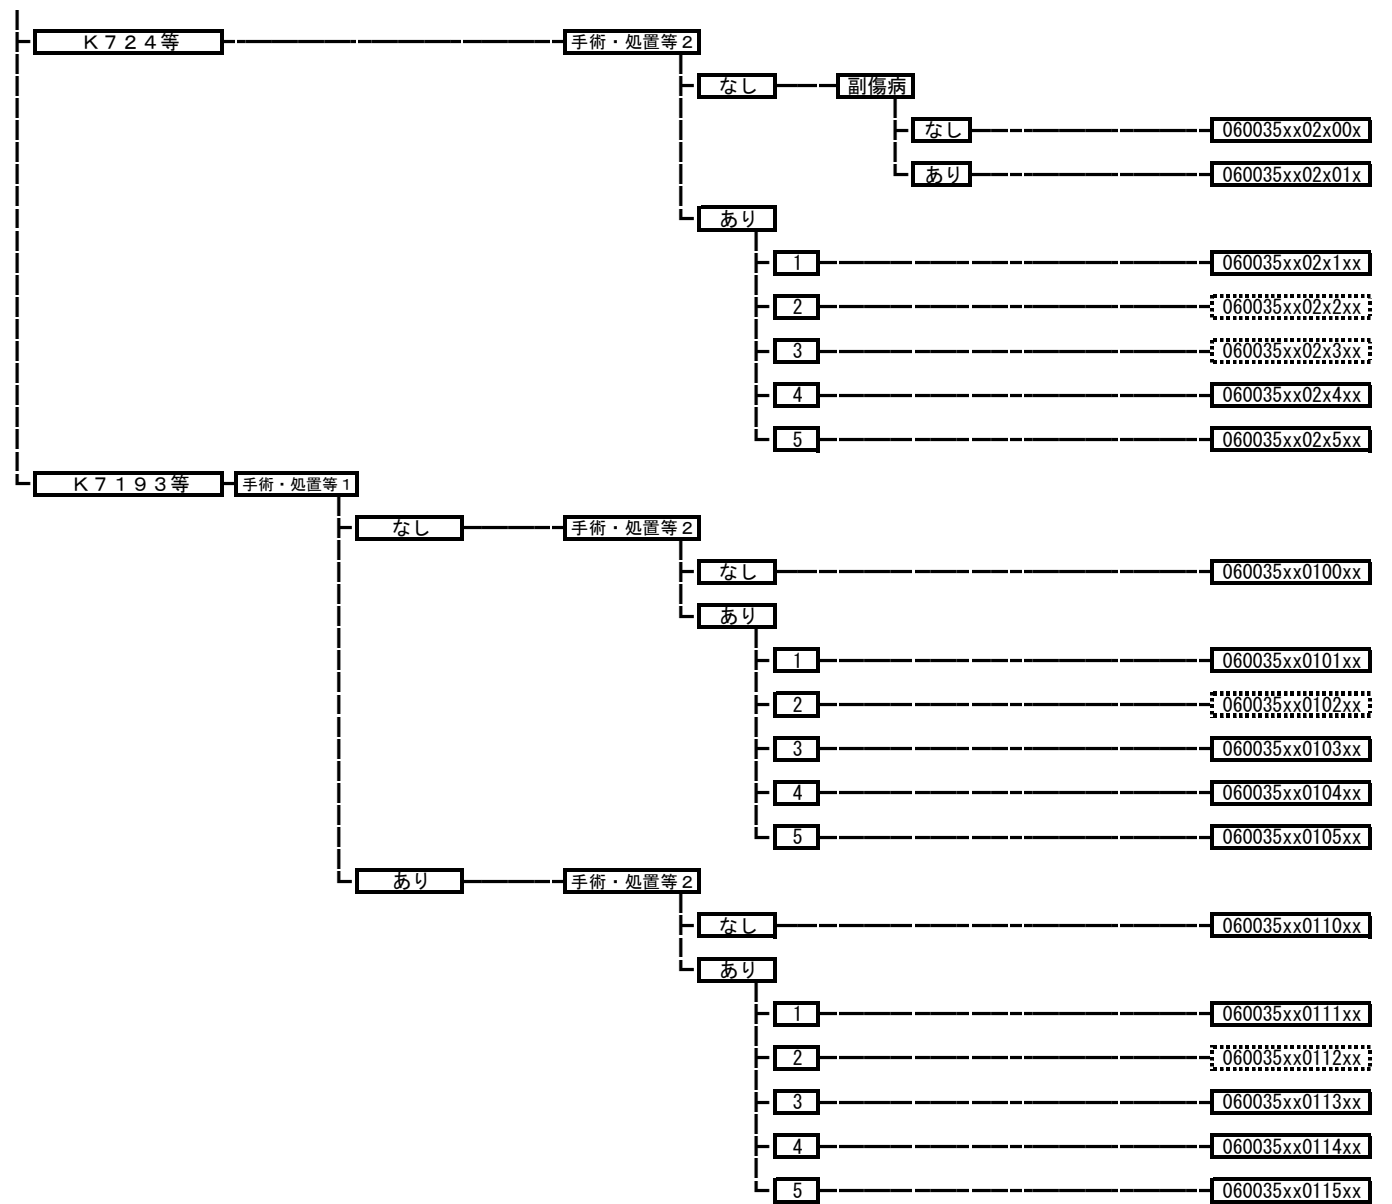 Ｋ７２４等 手術・処置等２
なし 副傷病
なし 060035xx02x00x
あり 060035xx02x01x
あり
1 060035xx02x1xx
2 060035xx02x2xx
3 060035xx02x3xx
4 060035xx02x4xx
5 060035xx02x5xx
Ｋ７１９３等 手術・処置等１
なし 手術・処置等２
なし 060035xx0100xx
あり
1 060035xx0101xx
2 060035xx0102xx
3 060035xx0103xx
4 060035xx0104xx
5 060035xx0105xx
あり 手術・処置等２
なし 060035xx0110xx
あり
1 060035xx0111xx
2 060035xx0112xx
3 060035xx0113xx
4 060035xx0114xx
5 060035xx0115xx